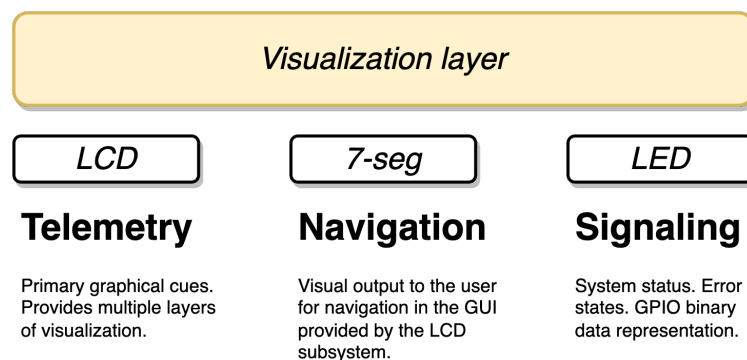 Visualization layer
LCD
7-seg
LED
Telemetry
Navigation
Signaling
Primary graphical cues.
Provides multiple layers
of visualization.
Visual output to the user
for navigation in the GUI
provided by the LCD
subsystem.
System status. Error
states. GPIO binary
data representation.